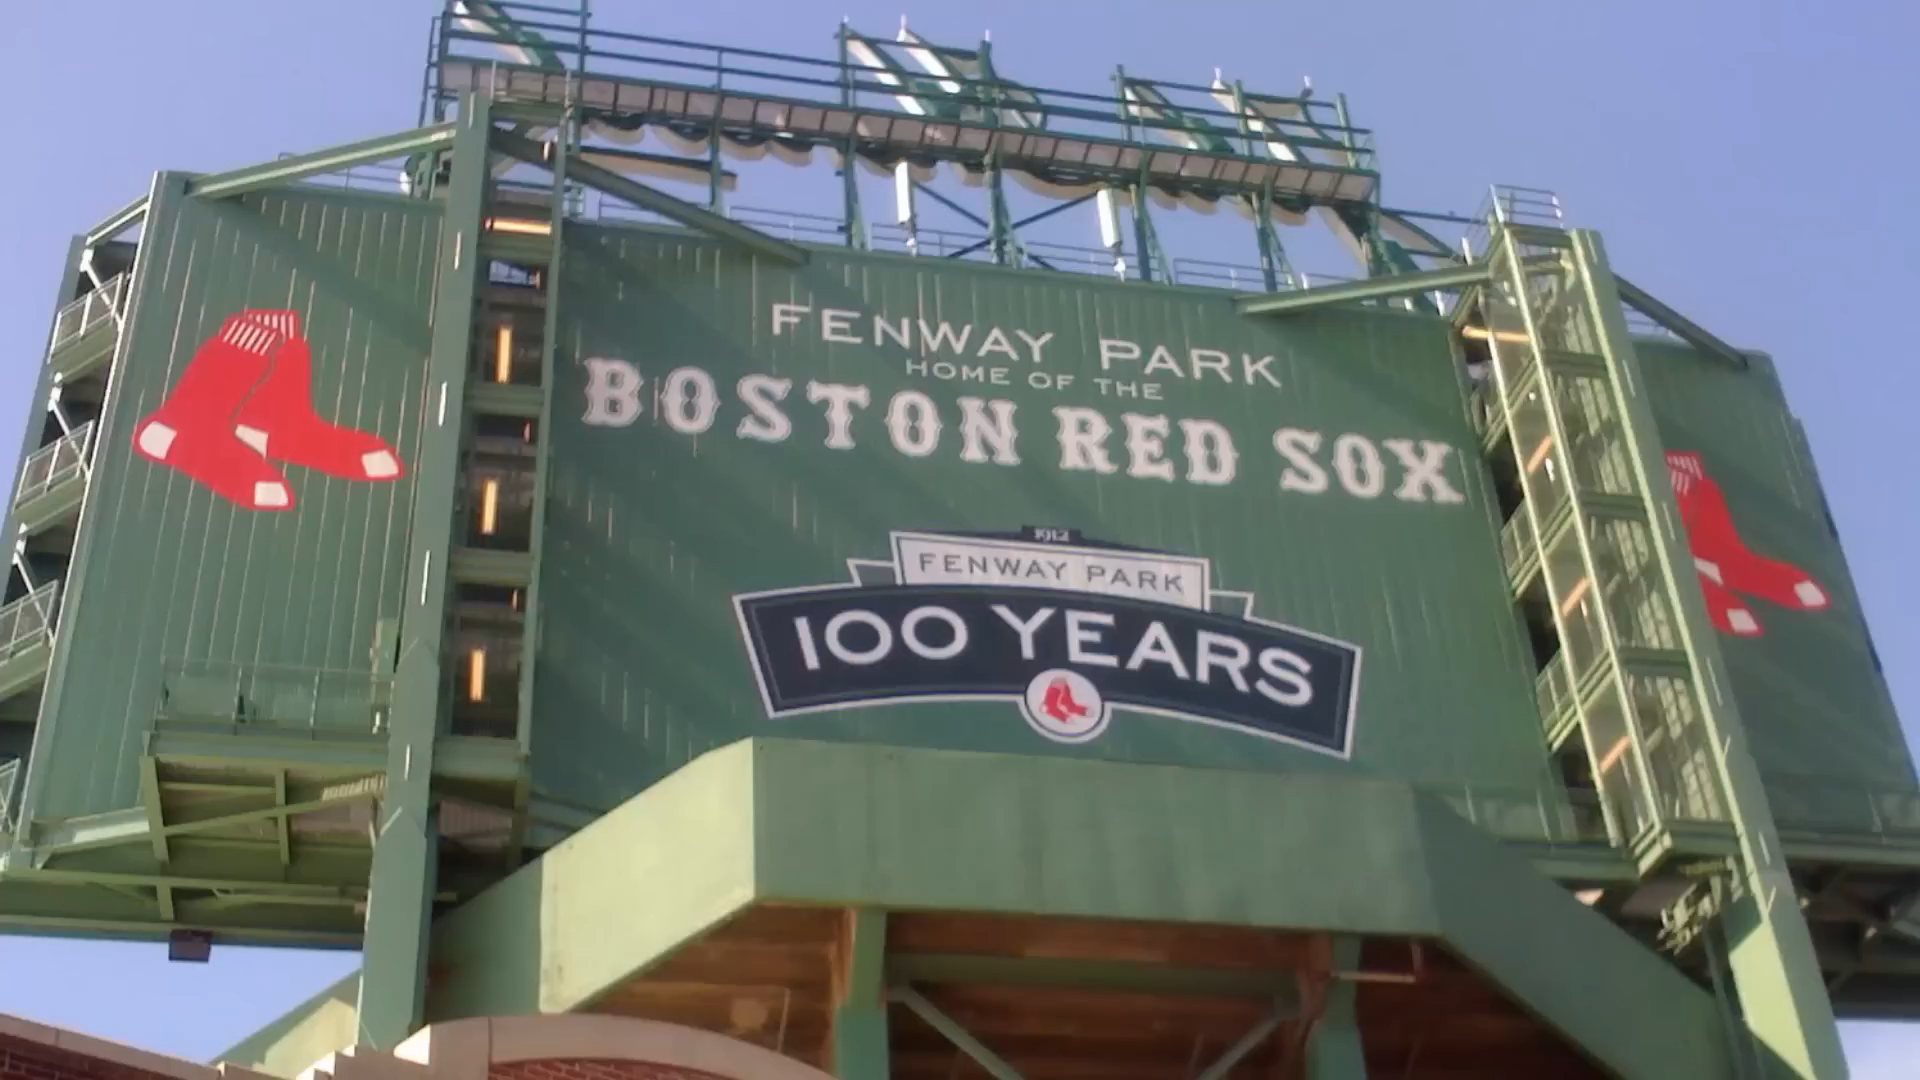 FENWAY PARK
HOME OF THE
BOSTON RED SOX
1912
FENWAY PARK
100 YEARS